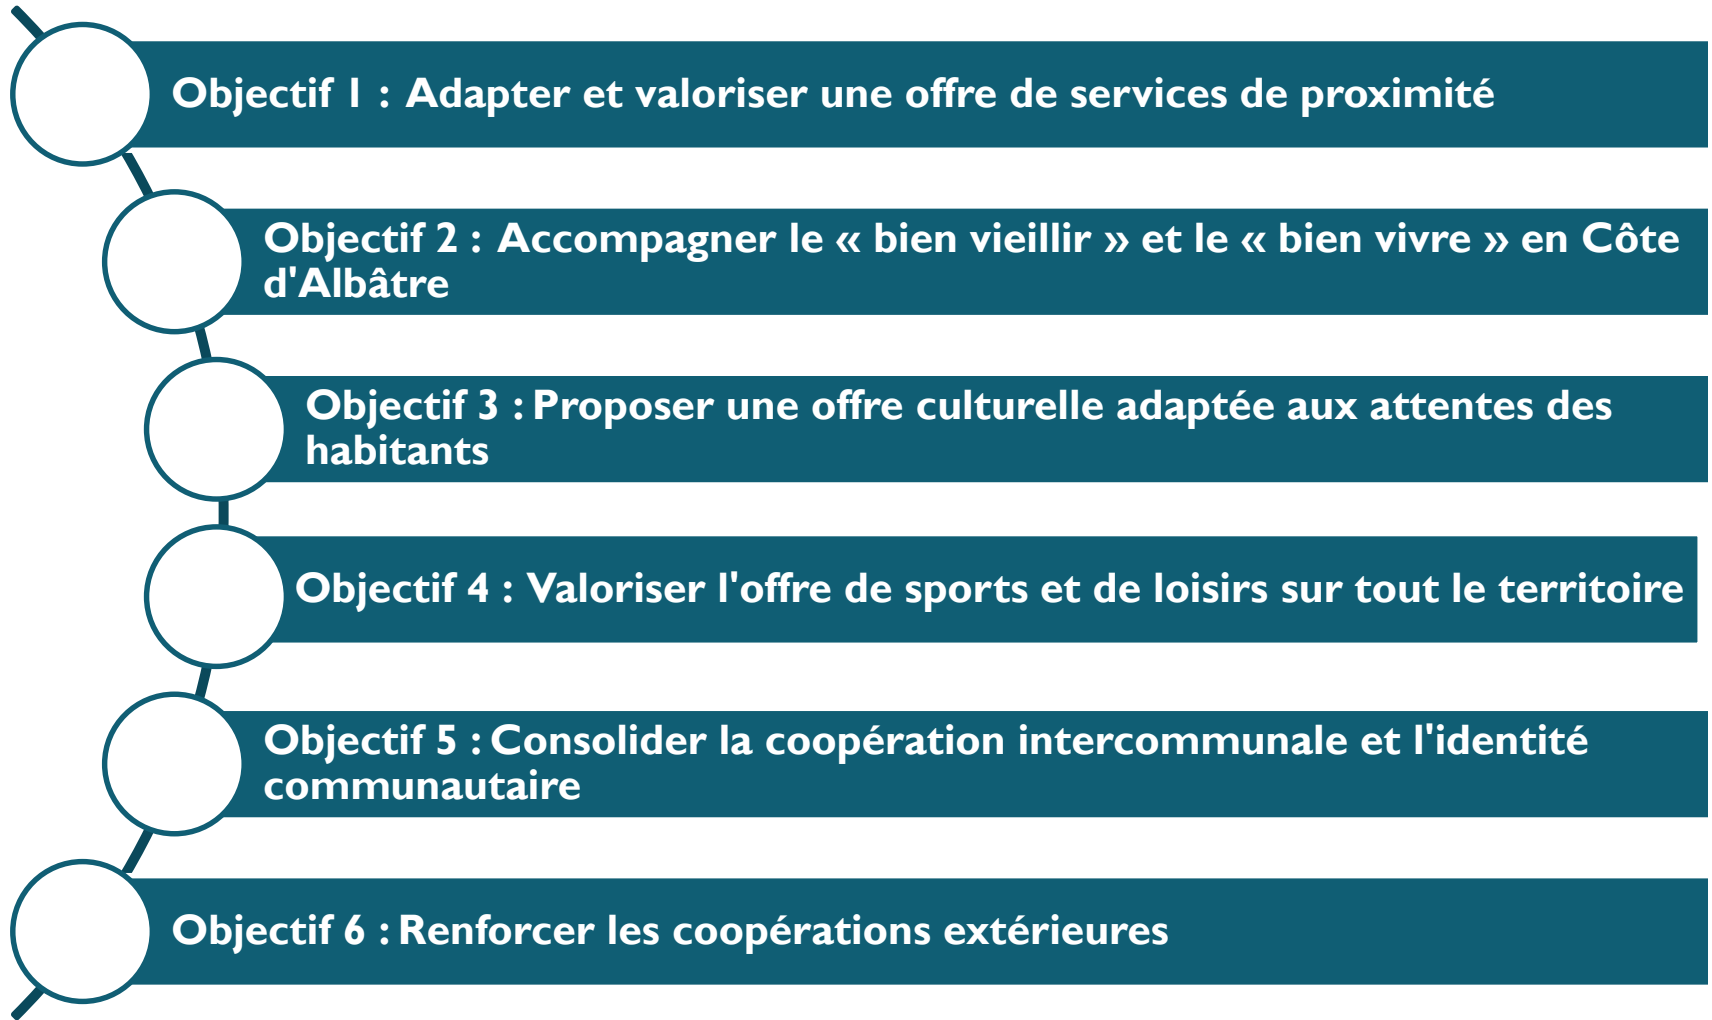 Objectif 1 : Adapter et valoriser une offre de services de proximité
Objectif 2 : Accompagner le « bien vieillir » et le « bien vivre » en Côte
d'Albâtre
Objectif 3 : Proposer une offre culturelle adaptée aux attentes des
habitants
Objectif 4 : Valoriser l'offre de sports et de loisirs sur tout le territoire
Objectif 5 : Consolider la coopération intercommunale et l'identité
communautaire
Objectif 6 : Renforcer les coopérations extérieures